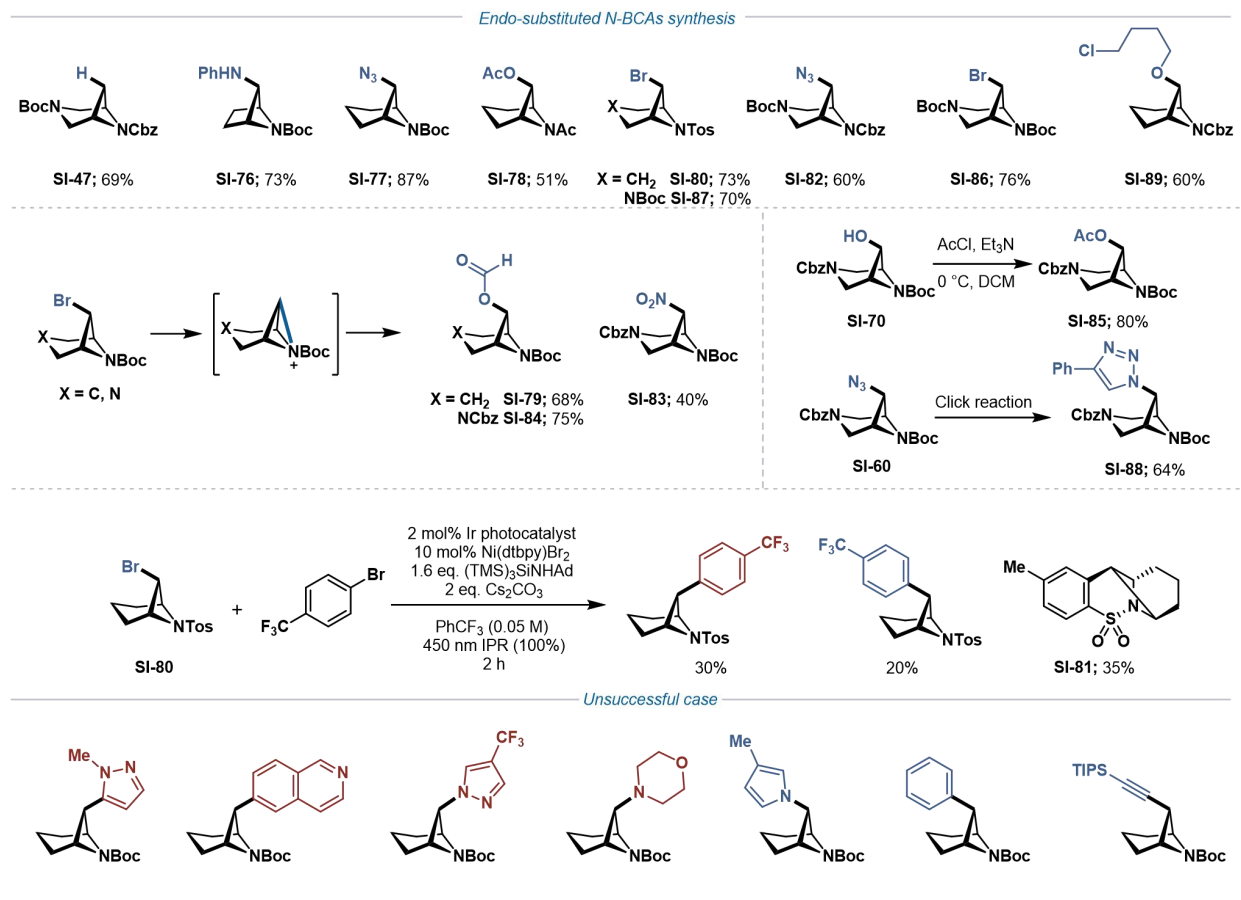 Endo-substituted N-BCAs synthesis
H
BocN
NCbz
SI-47; 69%
PhHN
NBoc
SI-76; 73%
N3
NBoc
SI-77; 87%
AcO
NAc
SI-78; 51%
Br
X
NTos
X = CH2 SI-80; 73%
NBoc SI-87; 70%
N3
BocN
NCbz
SI-82; 60%
Br
BocN
NBoc
SI-86; 76%
Cl
O
NCbz
SI-89; 60%
Br
X
NBoc
X = C, N
X
NBoc
+
O
H
O
X
NBoc
X = CH2 SI-79; 68%
NCbz SI-84; 75%
O2N
CbzN
NBoc
SI-83; 40%
HO
CbzN
NBoc
SI-70
AcCl, Et3N
0 °C, DCM
AcO
CbzN
NBoc
SI-85; 80%
N3
CbzN
NBoc
SI-60
Click reaction
N
N
Ph
N
CbzN
NBoc
SI-88; 64%
Br
NTos
SI-80
+
Br
F3C
2 mol% Ir photocatalyst
10 mol% Ni(dtbpy)Br2
1.6 eq. (TMS)3SiNHAd
2 eq. Cs2CO3
PhCF3 (0.05 M)
450 nm IPR (100%)
2 h
CF3
NTos
30%
F3C
NTos
20%
Me
N
S
O
O
SI-81; 35%
Unsuccessful case
Me
N
N
NBoc
N
NBoc
CF3
N
N
NBoc
O
N
NBoc
Me
N
NBoc
NBoc
TIPS
NBoc